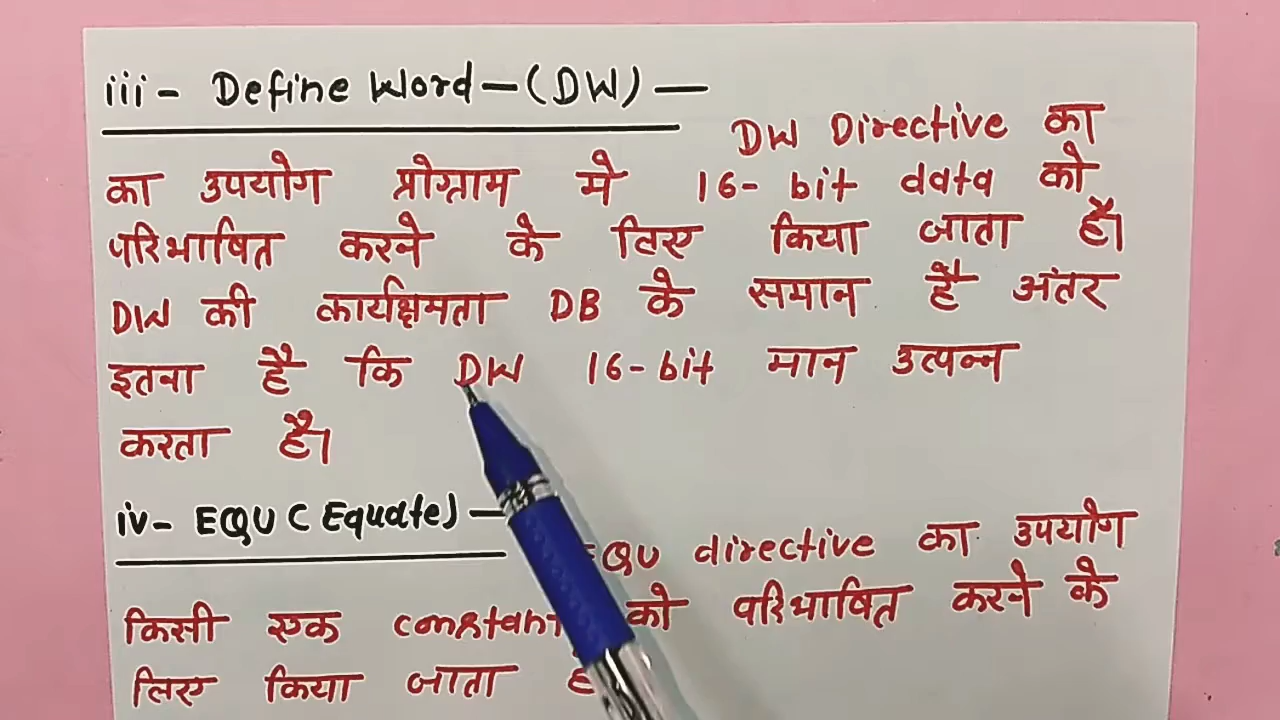 iii- Define Word-(DW)-
DW Directive का
का उपयोग प्रोग्राम मे 16-bit data को
परिभाषित करने के लिए किया जाता है।
DW की कार्यक्षमता DB के समान है अंतर
इतना है कि DW 16-bit मान उत्पन्न
करता है।
iv- EQU (Equate)-
EQU directive का उपयोग
किसी एक constant को परिभाषित करने के
लिए किया जाता है